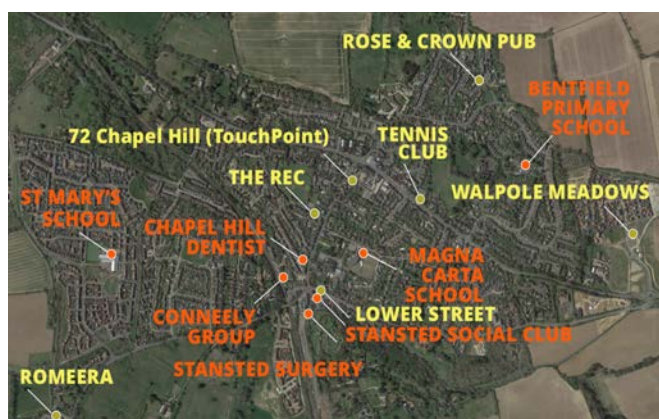 ROSE & CROWN PUB
BENTFIELD
PRIMARY
SCHOOL
72 Chapel Hill (TouchPoint)
TENNIS
CLUB
THE REC
WALPOLE MEADOWS
ST MARY'S
SCHOOL
CHAPEL HILL
DENTIST
MAGNA
CARTA
SCHOOL
CONNEELY
GROUP
LOWER STREET
STANSTED SOCIAL CLUB
STANSTED SURGERY
ROMEERA